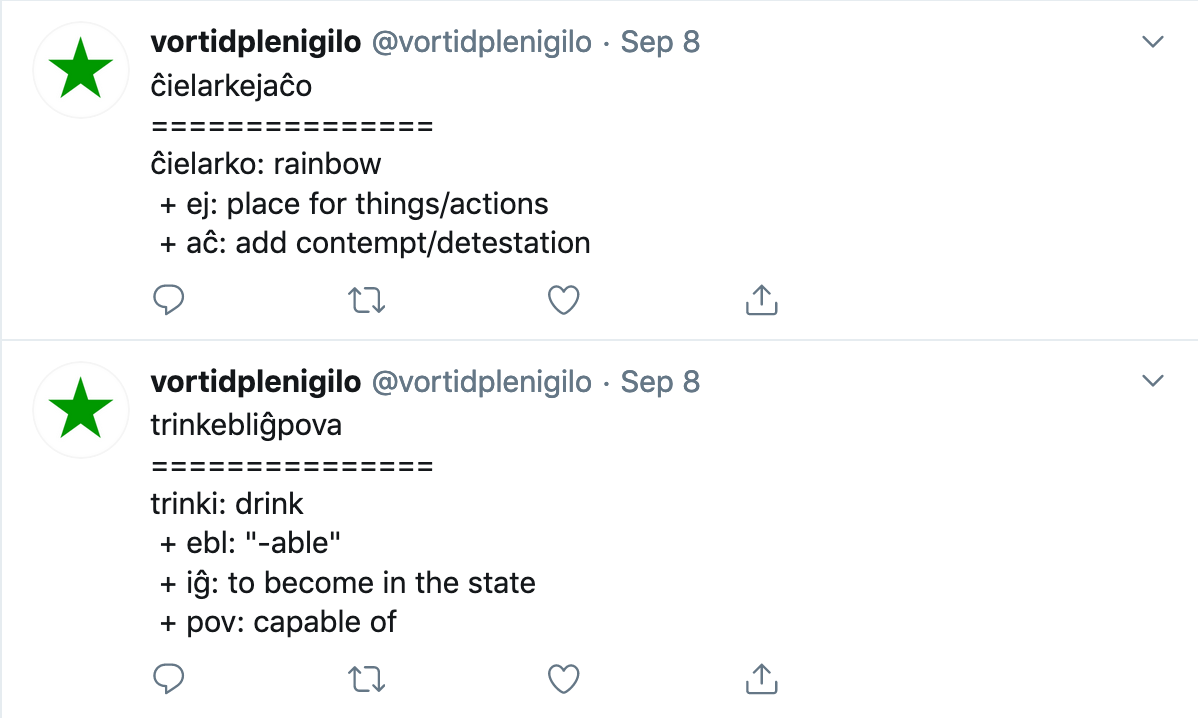 vortidplenigilo @vortidplenigilo · Sep 8
ĉielarkejaĉo
===============
ĉielarko: rainbow
+ ej: place for things/actions
+ aĉ: add contempt/detestation
vortidplenigilo @vortidplenigilo · Sep 8
trinkebliĝpova
===============
trinki: drink
+ ebl: "-able"
+ iĝ: to become in the state
+ pov: capable of